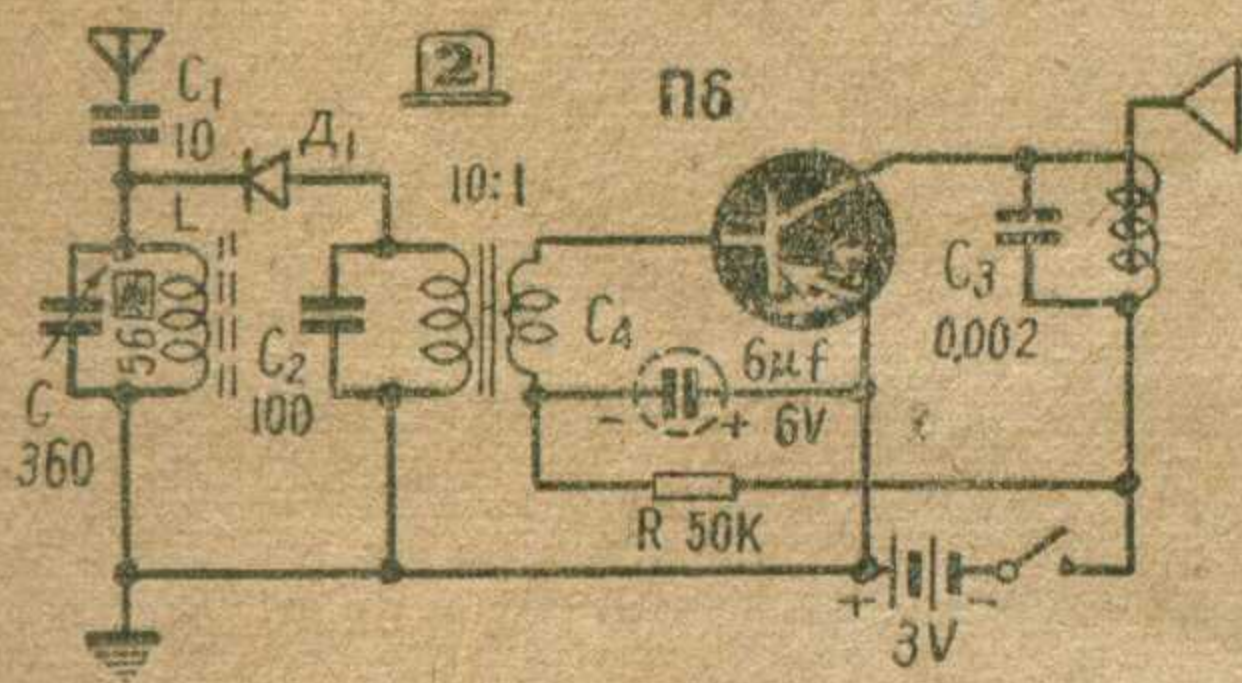 2
П6
C1
10
Д1
L
10:1
C
360
56
C2
100
C4
6µf
- + 6V
C3
0,002
R 50K
+ -
3V